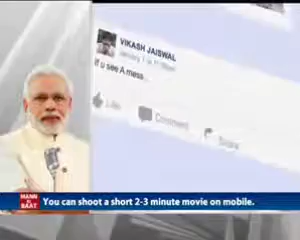 VIKASH JAISWAL
If u see A mess...
Like
Comment
Share
MANN
BAAT
You can shoot a short 2-3 minute movie on mobile.